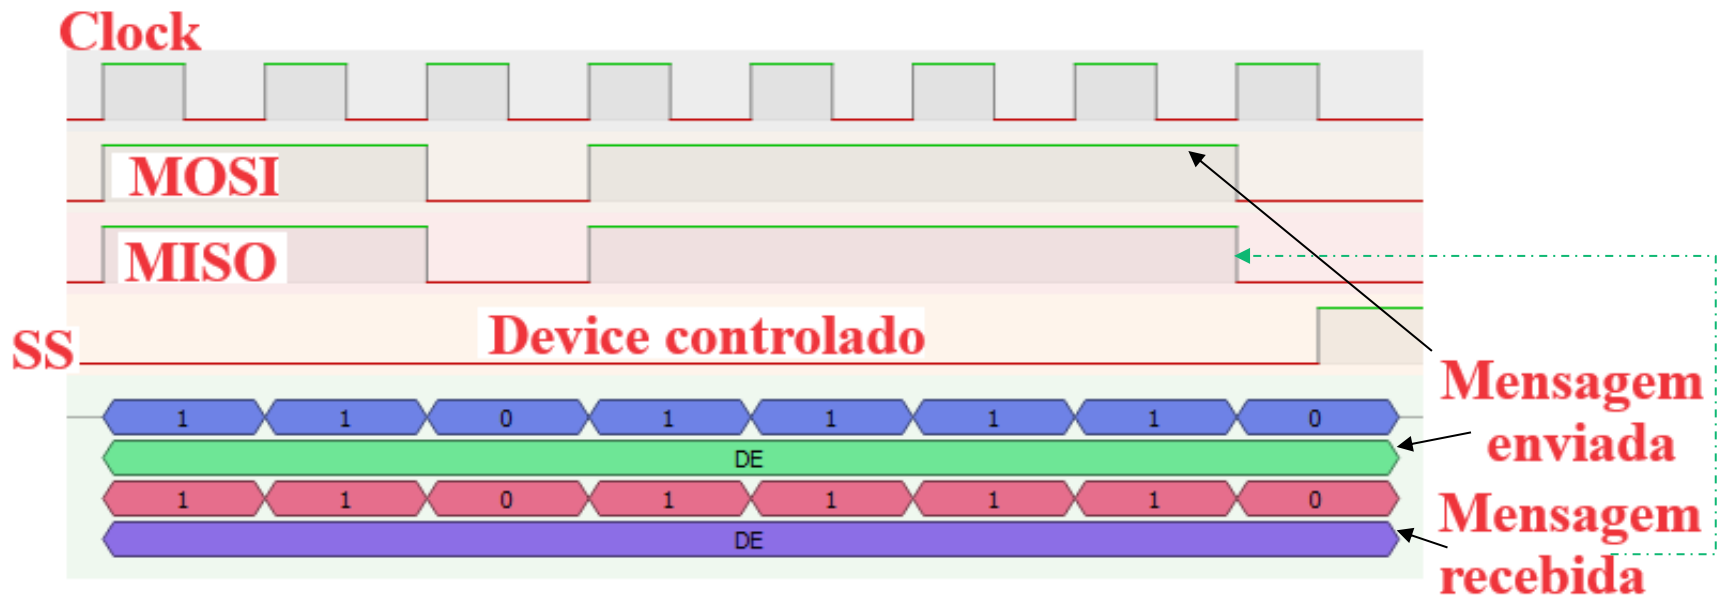 Clock
MOSI
MISO
SS
Device controlado
1 1 0 1 1 1 1 0
DE
1 1 0 1 1 1 1 0
DE
Mensagem
enviada
Mensagem
recebida